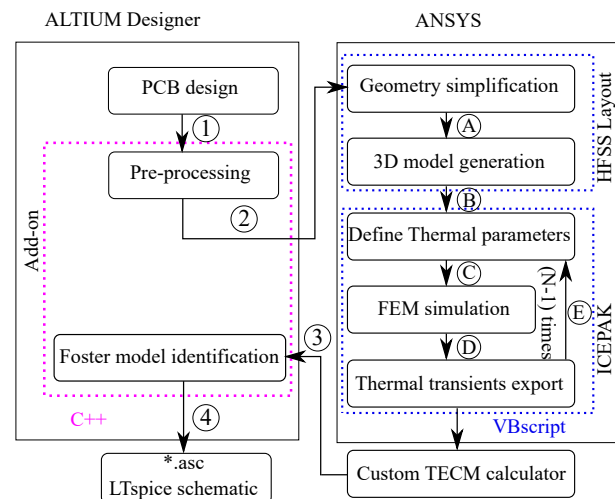 ALTIUM Designer
PCB design
1
Pre-processing
2
Add-on
3
Foster model identification
C++
4
*.asc
LTspice schematic
ANSYS
Geometry simplification
A
HFSS Layout
3D model generation
B
Define Thermal parameters
C
(N-1) times
E
FEM simulation
D
ICEPAK
Thermal transients export
VBscript
Custom TECM calculator